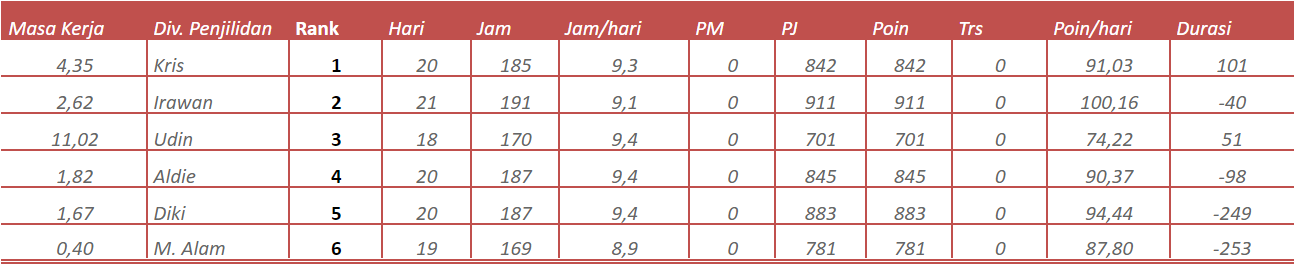 Masa Kerja Div. Penjilidan Rank Hari Jam Jam/hari PM PJ Poin Trs Poin/hari Durasi
4,35 Kris 1 20 185 9,3 0 842 842 0 91,03 101
2,62 Irawan 2 21 191 9,1 0 911 911 0 100,16 -40
11,02 Udin 3 18 170 9,4 0 701 701 0 74,22 51
1,82 Aldie 4 20 187 9,4 0 845 845 0 90,37 -98
1,67 Diki 5 20 187 9,4 0 883 883 0 94,44 -249
0,40 M. Alam 6 19 169 8,9 0 781 781 0 87,80 -253